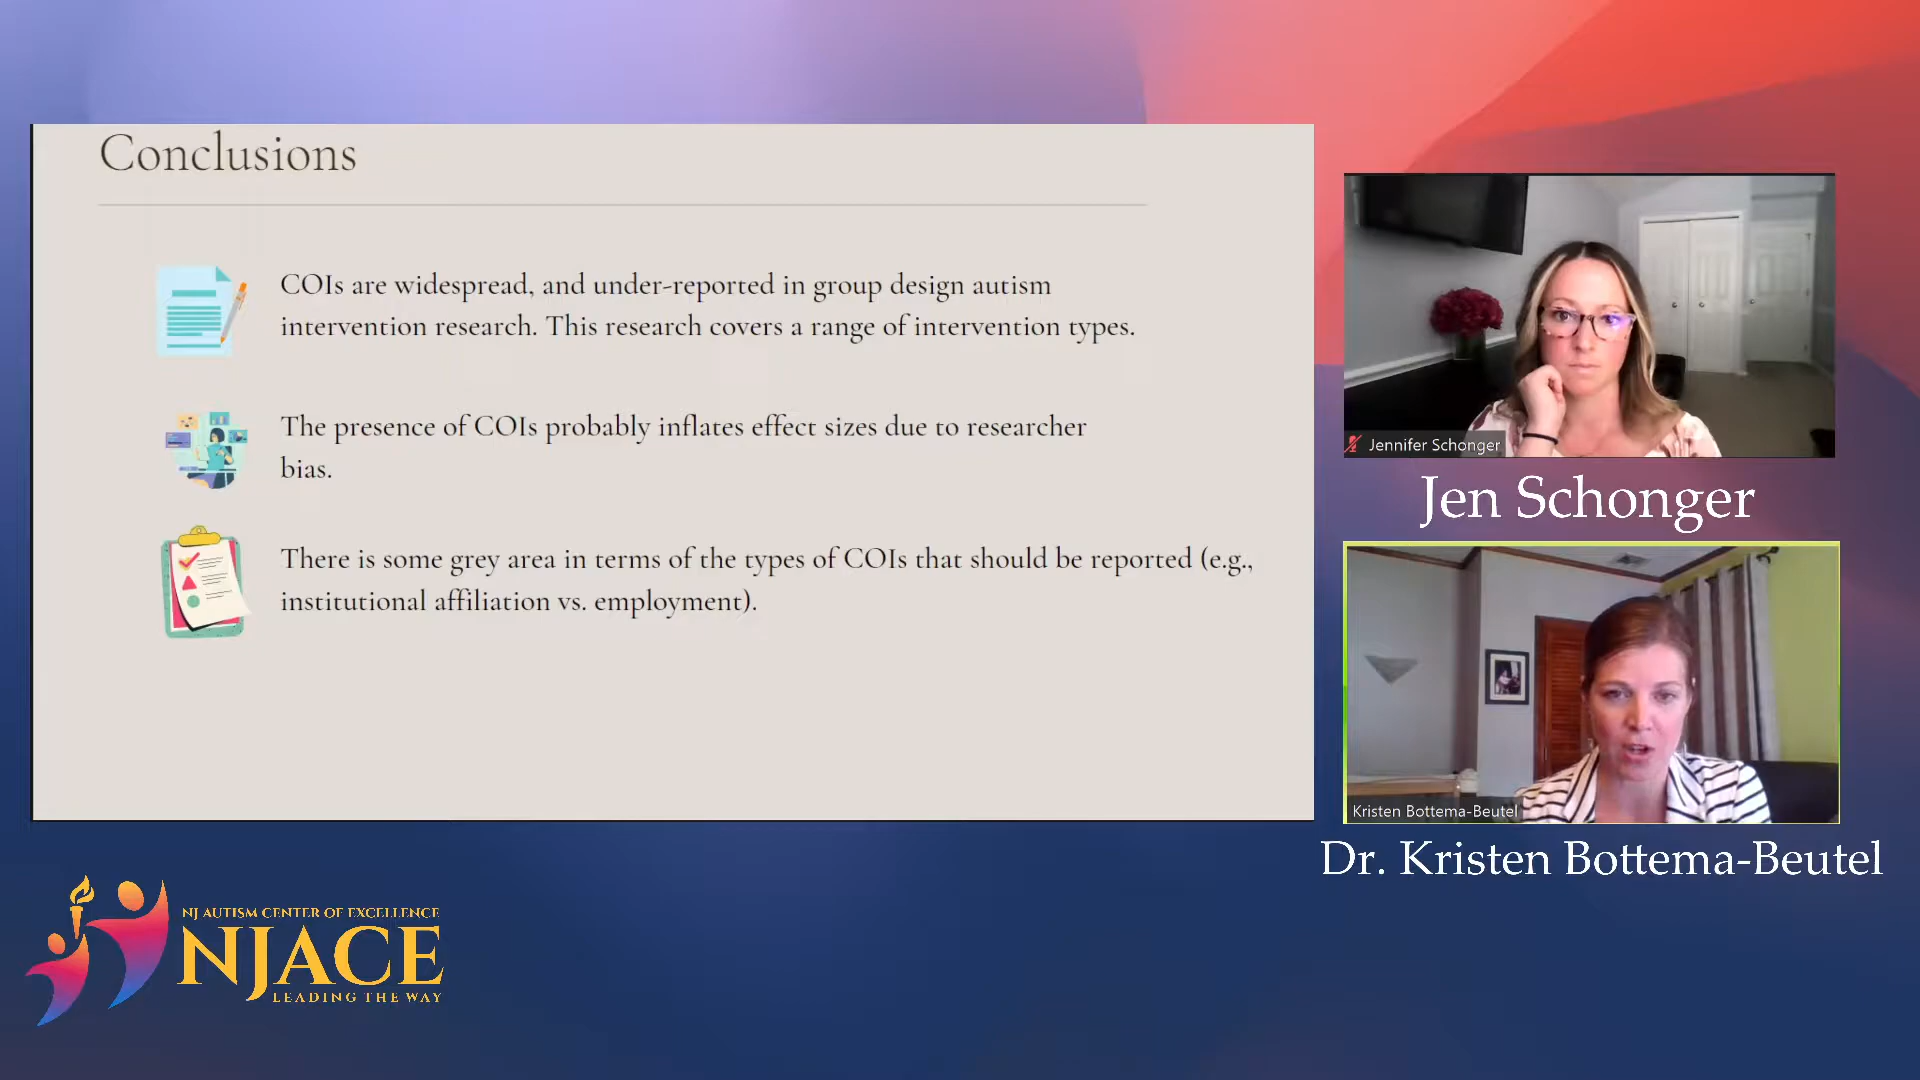 Conclusions
COIs are widespread, and under-reported in group design autism
intervention research. This research covers a range of intervention types.
The presence of COIs probably inflates effect sizes due to researcher
bias.
There is some grey area in terms of the types of COIs that should be reported (e.g.,
institutional affiliation vs. employment).
Jennifer Schonger
Jen Schonger
Kristen Bottema-Beutel
Dr. Kristen Bottema-Beutel
NJ AUTISM CENTER OF EXCELLENCE
NJACE
LEADING THE WAY